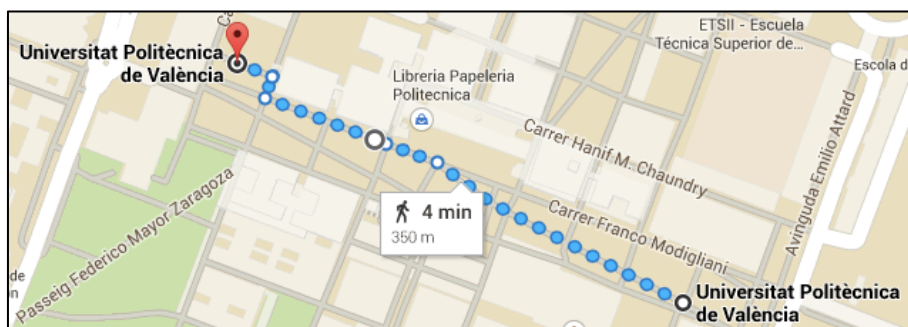 ETSII - Escuela
Técnica Superior de...
Universitat Politècnica
de València
Escola d
Libreria Papeleria
Politecnica
Carrer Hanif M. Chaundry
Avinguda Emilio Attard
Passeig Federico Mayor Zaragoza
4 min
350 m
Carrer Franco Modigliani
de
Universitat Politècnica
de València